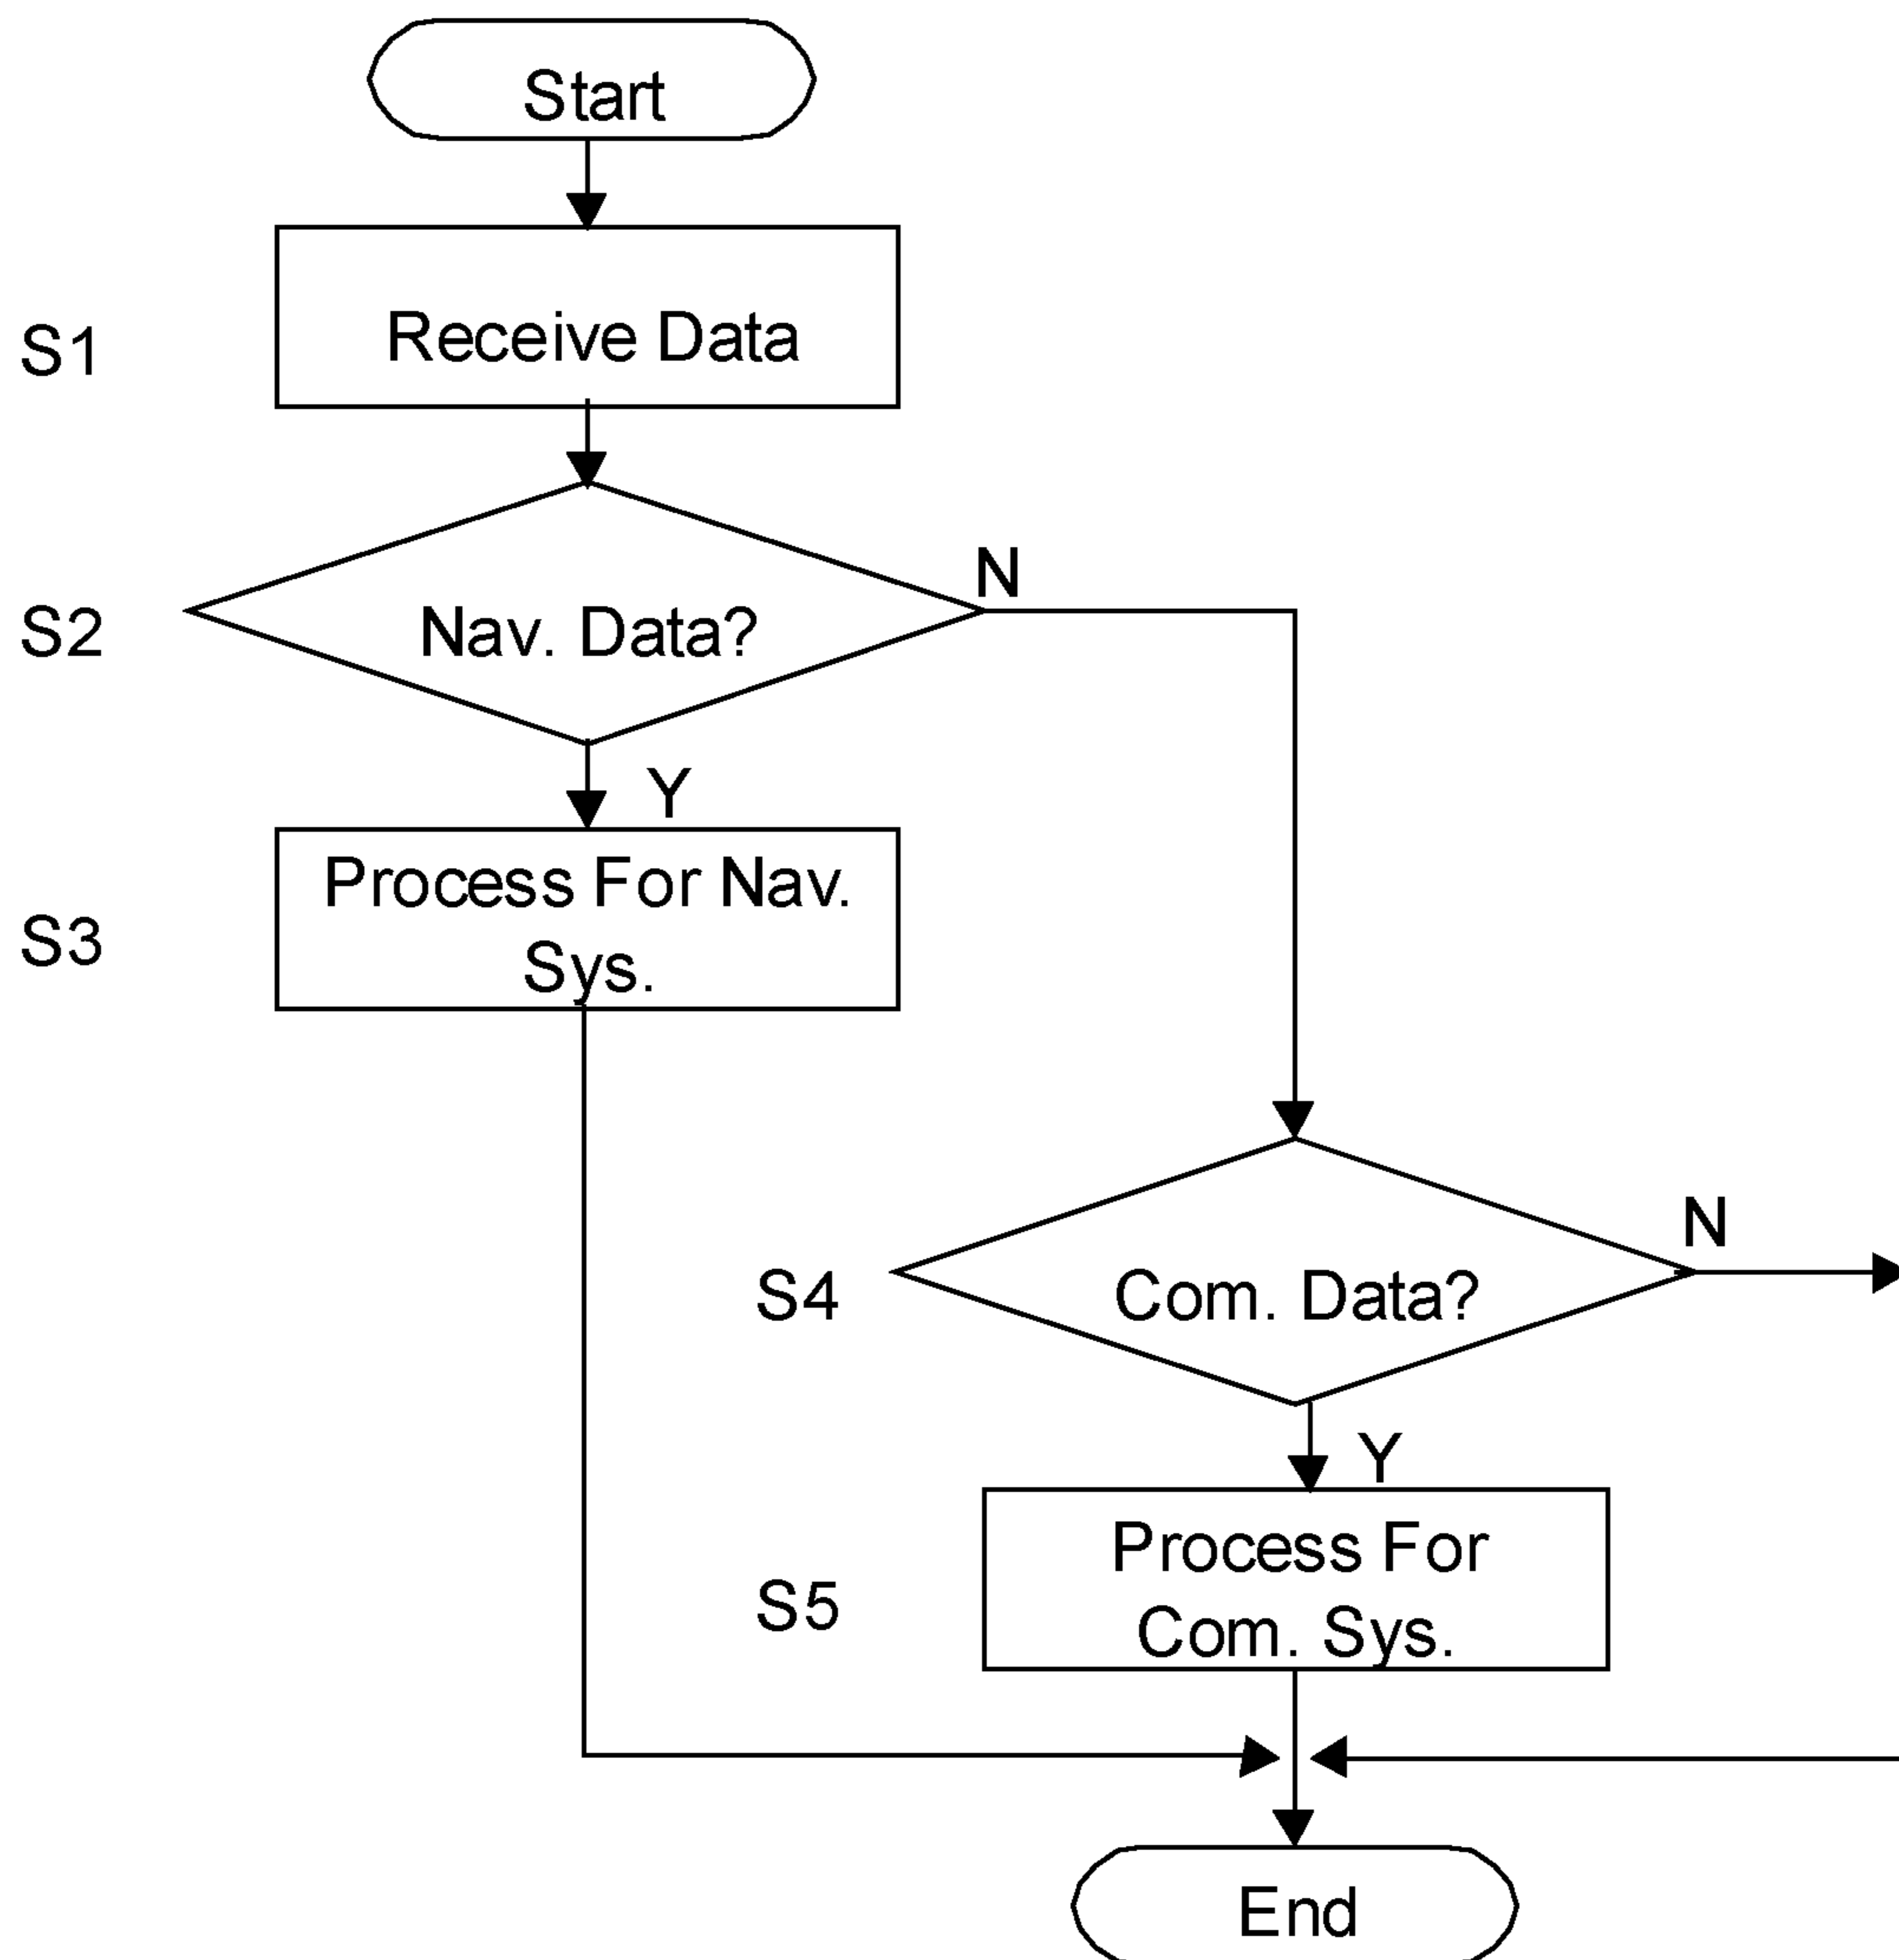 Start
S1
Receive Data
S2
Nav. Data?
N
Y
S3
Process For Nav.
Sys.
S4
Com. Data?
N
Y
S5
Process For
Com. Sys.
End